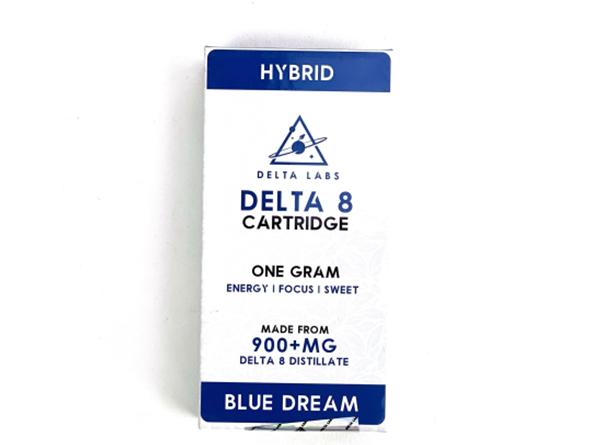 HYBRID
DELTA LABS
DELTA 8
CARTRIDGE
ONE GRAM
ENERGY | FOCUS | SWEET
MADE FROM
900+MG
DELTA 8 DISTILLATE
BLUE DREAM